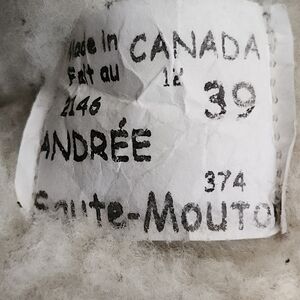 Made in CANADA
Fait au 12
2146 39
ANDRÉE
374
Saute-Mouton